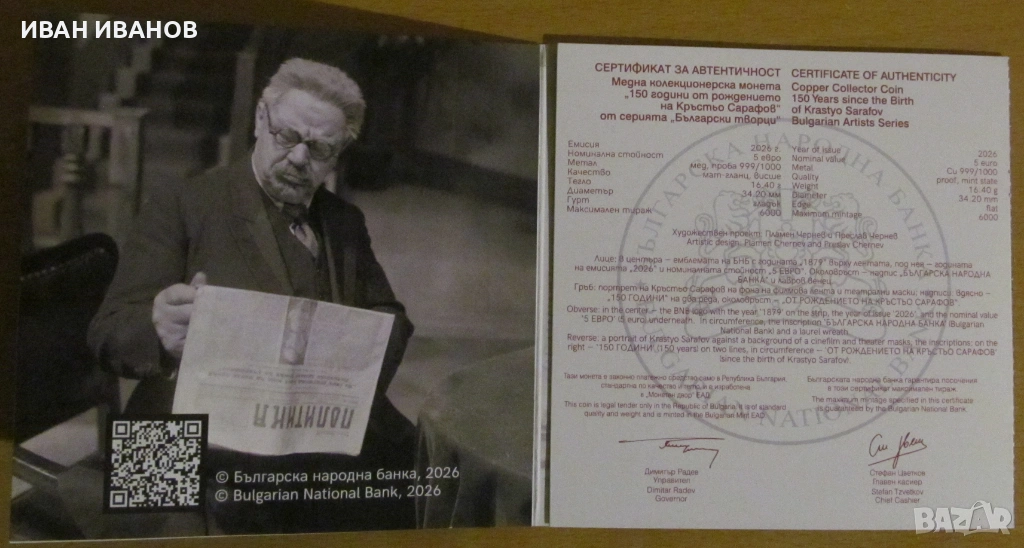 ИВАН ИВАНОВ
ПОЛИТИКА
© Българска народна банка, 2026
© Bulgarian National Bank, 2026
СЕРТИФИКАТ ЗА АВТЕНТИЧНОСТ
Медна колекционерска монета
„150 години от рождението
на Кръстьо Сарафов“
от серията „Български творци“
CERTIFICATE OF AUTHENTICITY
Copper Collector Coin
150 Years since the Birth
of Krastyo Sarafov
Bulgarian Artists Series
Емисия 2026 г.
Номинална стойност 5 евро
Метал мед, проба 999/1000
Качество мат-гланц, висше
Тегло 16.40 г
Диаметър 34.20 мм
Гурт гладък
Максимален тираж 6000
Year of issue 2026
Nominal value 5 euro
Metal Cu 999/1000
Quality proof, mint state
Weight 16.40 g
Diameter 34.20 mm
Edge flat
Maximum mintage 6000
Художествен проект: Пламен Чернев и Преслав Чернев
Artistic design: Plamen Chernev and Preslav Chernev
Лице: В центъра – емблемата на БНБ с годината „1879“ върху лентата, под нея – годината
на емисията „2026“ и номиналната стойност „5 ЕВРО“. Околовръст – надпис „БЪЛГАРСКА НАРОДНА
БАНКА“ и лавров венец.
Гръб: портрет на Кръстьо Сарафов на фона на филмова лента и театрални маски; надписи: вдясно –
„150 ГОДИНИ“ на два реда, околовръст – „ОТ РОЖДЕНИЕТО НА КРЪСТЬО САРАФОВ“.
Obverse: in the center – the BNB logo with the year '1879' on the strip, the year of issue '2026', and the nominal value
'5 ЕВРО' (5 euro), underneath. In circumference, the inscription 'БЪЛГАРСКА НАРОДНА БАНКА' (Bulgarian
National Bank) and a laurel wreath.
Reverse: a portrait of Krastyo Sarafov against a background of a cinefilm and theater masks; the inscriptions, on the
right – '150 ГОДИНИ' (150 years) on two lines, in circumference – 'ОТ РОЖДЕНИЕТО НА КРЪСТЬО САРАФОВ'
(since the birth of Krastyo Sarafov).
Тази монета е законно платежно средство само в Република България,
стандартна по качество и тегло и е изработена
в „Монетен двор“ ЕАД.
This coin is legal tender only in the Republic of Bulgaria, is of standard
quality and weight and is minted in the Bulgarian Mint EAD.
Българската народна банка гарантира посочения
в този сертификат максимален тираж.
The maximum mintage specified in this certificate
is guaranteed by the Bulgarian National Bank.
Димитър Радев
Управител
Dimitar Radev
Governor
Стефан Цветков
Главен касиер
Stefan Tzvetkov
Chief Cashier
БЪЛГАРСКА НАРОДНА БАНКА
BULGARIAN NATIONAL BANK
BAZAR